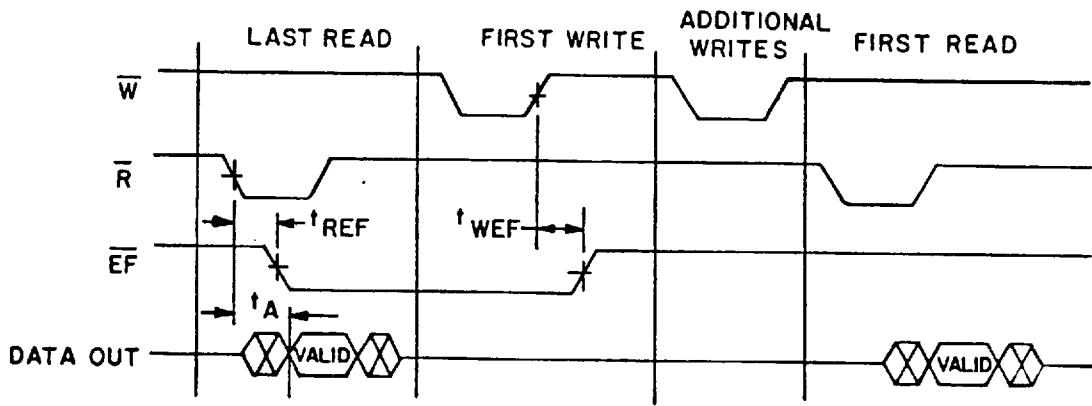 LAST READ
FIRST WRITE
ADDITIONAL
WRITES
FIRST READ
W
R
tREF
tWEF
EF
tA
DATA OUT
VALID
VALID